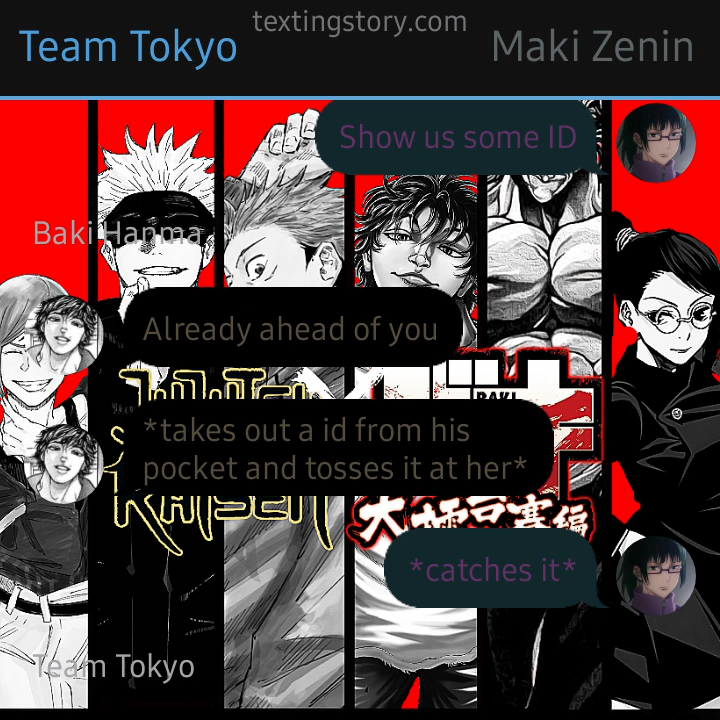 textingstory.com
Team Tokyo
Maki Zenin
Show us some ID
Baki Hanma
Already ahead of you
BAKI
*takes out a id from his
pocket and tosses it at her*
*catches it*
Team Tokyo